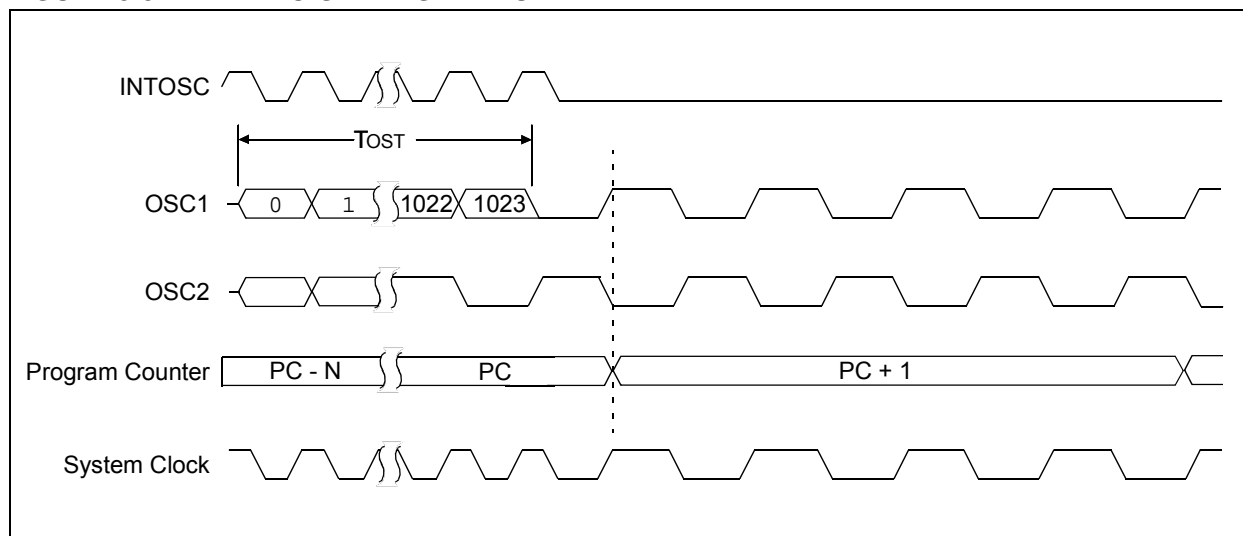 INTOSC
TOST
OSC1 0 1 1022 1023
OSC2
Program Counter PC - N PC PC + 1
System Clock